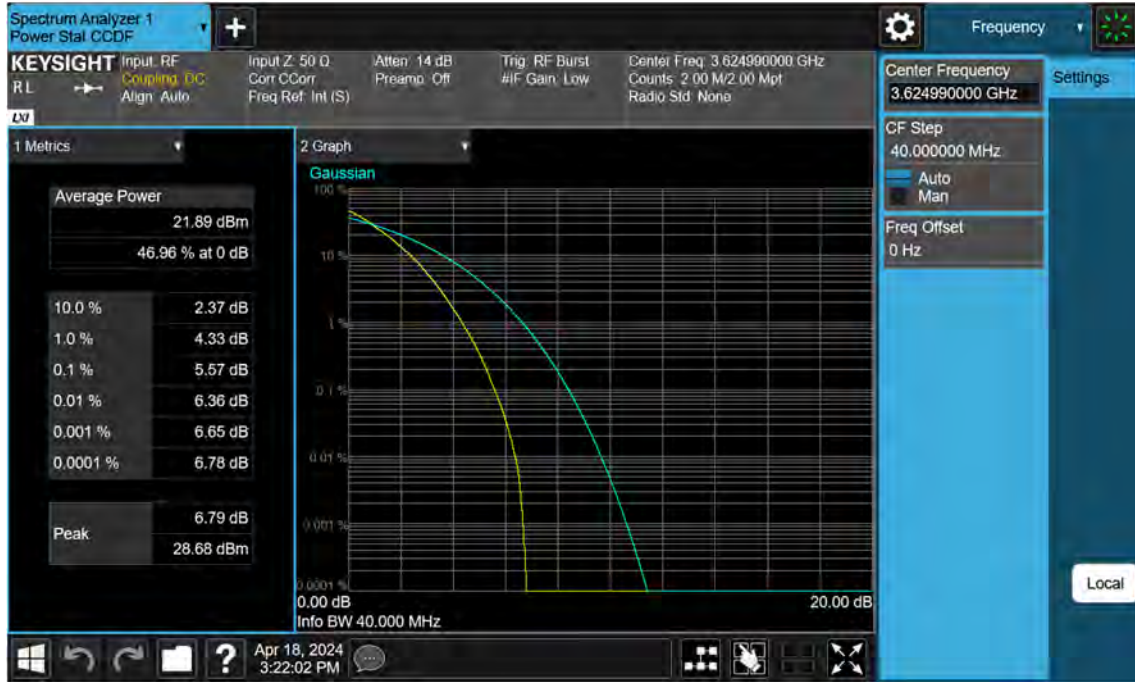 Spectrum Analyzer 1
Power Stat CCDF
Frequency
KEYSIGHT
RL
LXI
Input: RF
Coupling: DC
Align: Auto
Input Z: 50 Ω
Corr CCorr
Freq Ref: Int (S)
Atten: 14 dB
Preamp: Off
Trig: RF Burst
#IF Gain: Low
Center Freq: 3.624990000 GHz
Counts: 2.00 M/2.00 Mpt
Radio Std: None
Center Frequency
3.624990000 GHz
Settings
CF Step
40.000000 MHz
Auto
Man
Freq Offset
0 Hz
1 Metrics
Average Power
21.89 dBm
46.96 % at 0 dB
10.0 % 2.37 dB
1.0 % 4.33 dB
0.1 % 5.57 dB
0.01 % 6.36 dB
0.001 % 6.65 dB
0.0001 % 6.78 dB
Peak 6.79 dB
28.68 dBm
2 Graph
Gaussian
100 %
10 %
1 %
0.1 %
0.01 %
0.001 %
0.0001 %
0.00 dB 20.00 dB
Info BW 40.000 MHz
Local
?
Apr 18, 2024
3:22:02 PM